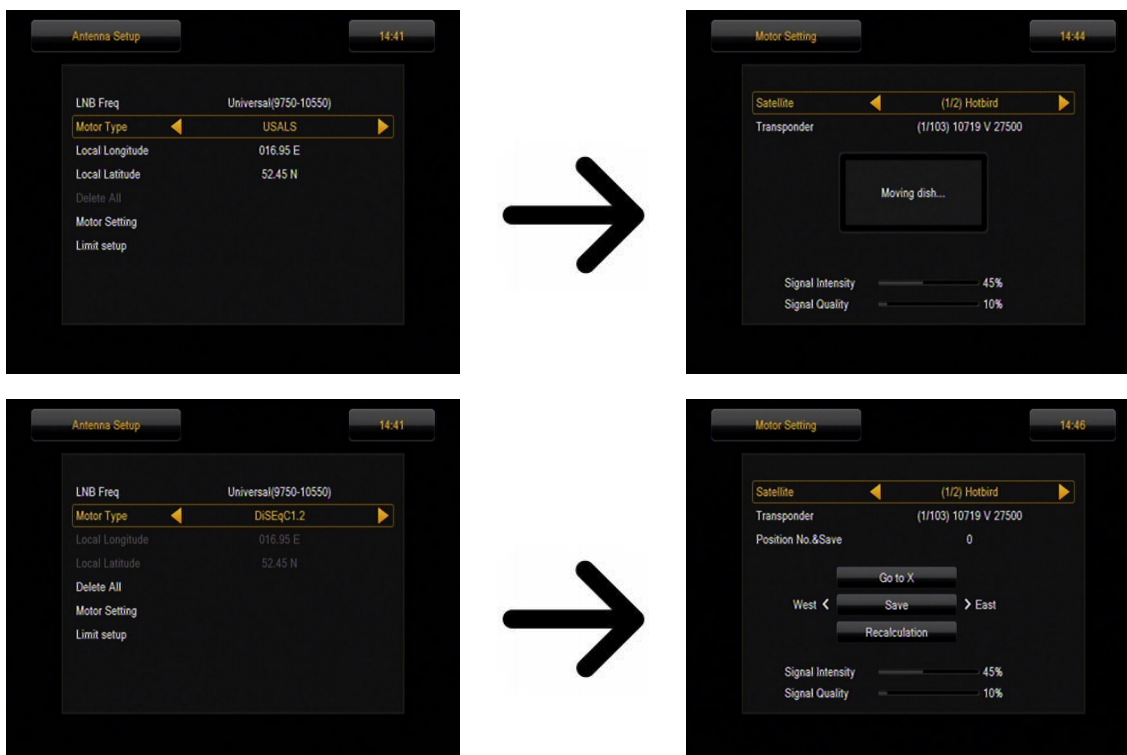 Antenna Setup 14:41
LNB Freq Universal(9750-10550)
Motor Type USALS
Local Longitude 016.95 E
Local Latitude 52.45 N
Delete All
Motor Setting
Limit setup
Motor Setting 14:44
Satellite (1/2) Hotbird
Transponder (1/103) 10719 V 27500
Moving dish...
Signal Intensity 45%
Signal Quality 10%
Antenna Setup 14:41
LNB Freq Universal(9750-10550)
Motor Type DiSEqC1.2
Local Longitude 016.95 E
Local Latitude 52.45 N
Delete All
Motor Setting
Limit setup
Motor Setting 14:46
Satellite (1/2) Hotbird
Transponder (1/103) 10719 V 27500
Position No.&Save 0
Go to X
West < Save > East
Recalculation
Signal Intensity 45%
Signal Quality 10%